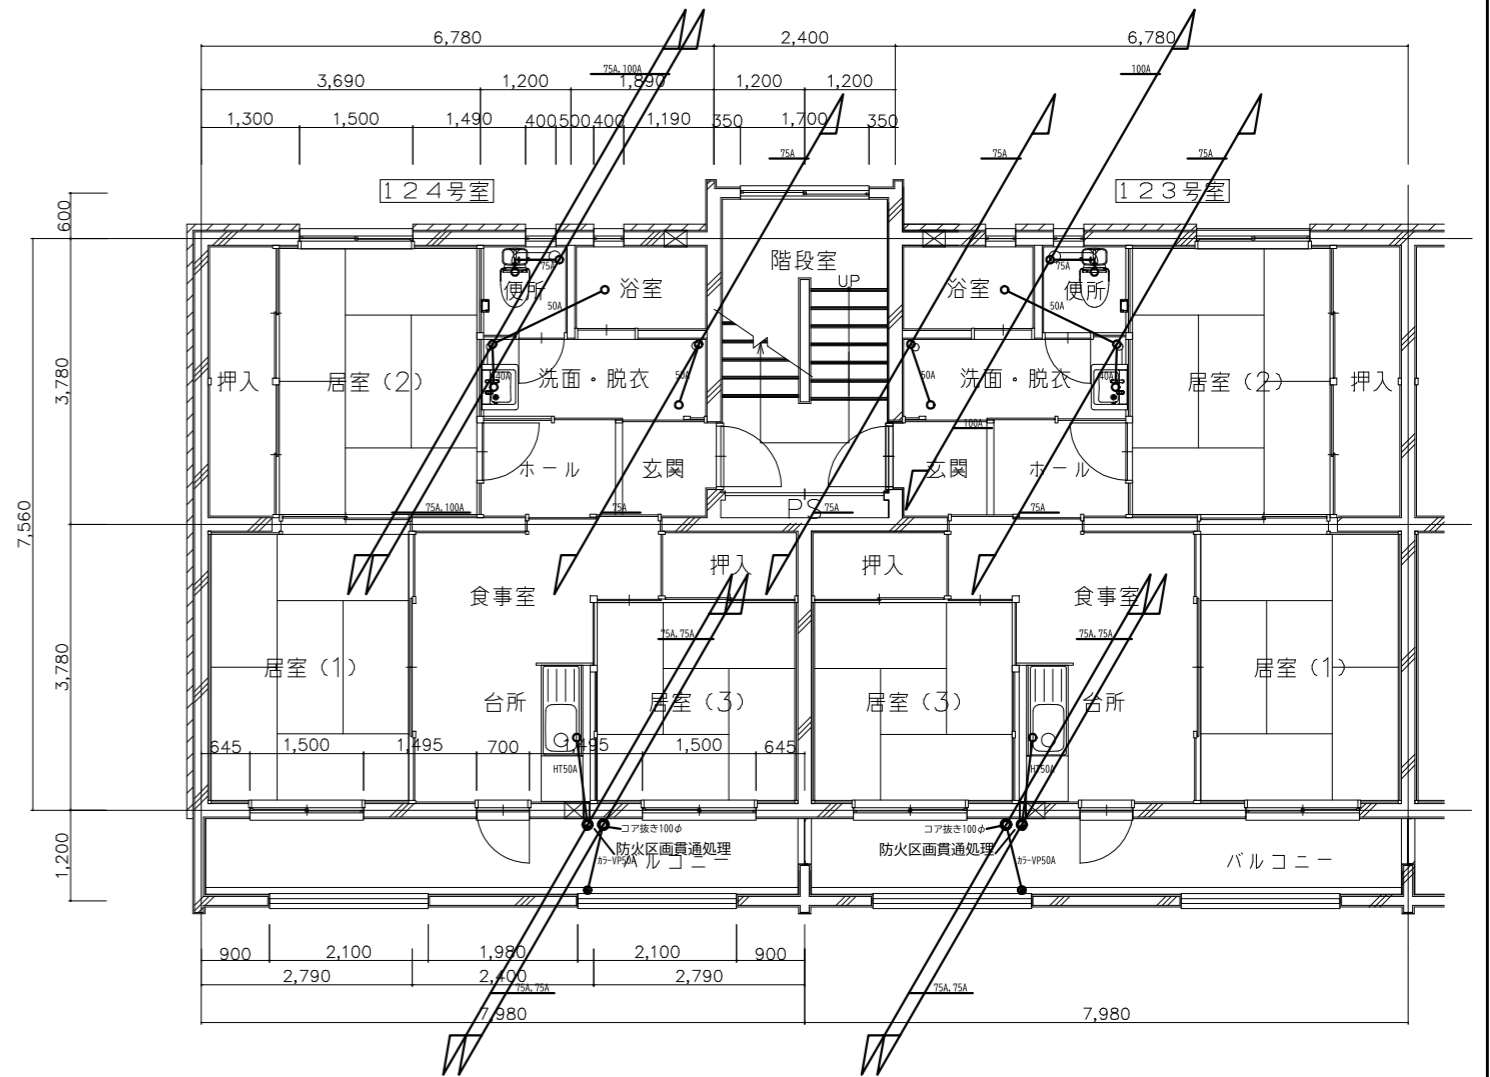 6,780 2,400 6,780
75A,100A 100A
3,690 1,200 1,890 1,200 1,200
1,300 1,500 1,490 400 500 400 1,190 350 1,700 350
75A 75A 75A
124号室 123号室
600
階段室
UP
75A 75A
便所 浴室 浴室 便所
50A 50A
3,780
押入 居室（2） 40A 洗面・脱衣 50A 50A 洗面・脱衣 40A 居室（2） 押入
100A
ホール 玄関 玄関 ホール
75A,100A 75A PS 75A 75A
7,560
押入 押入
食事室 食事室
75A,75A 75A,75A
3,780
居室（1） 居室（1）
台所 居室（3） 居室（3） 台所
645 1,500 1,495 700 1,495 1,500 645
HT50A HT50A
コア抜き100φ コア抜き100φ
防火区画貫通処理 防火区画貫通処理
1,200
ｶﾗｰVP50A バルコニー ｶﾗｰVP50A バルコニー
900 2,100 1,980 2,100 900
2,790 2,400 2,790
75A,75A 75A,75A
7,980 7,980